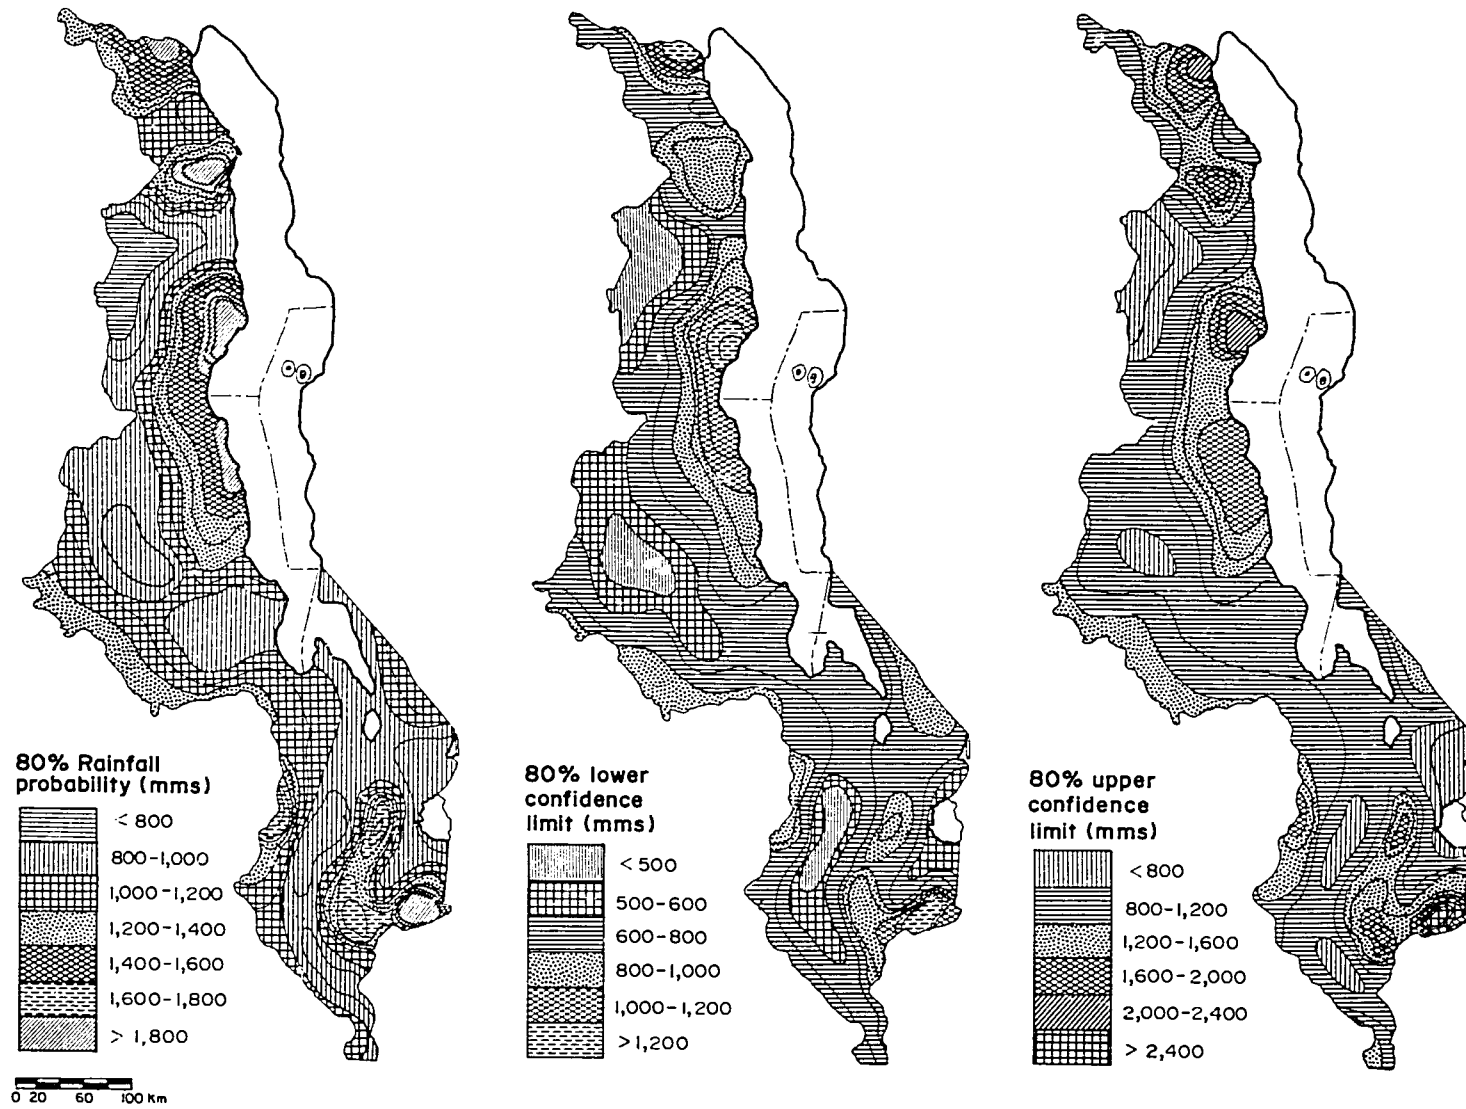 80% Rainfall
probability (mms)
< 800
800-1,000
1,000-1,200
1,200-1,400
1,400-1,600
1,600-1,800
> 1,800
0 20 60 100 Km
80% lower
confidence
limit (mms)
< 500
500-600
600-800
800-1,000
1,000-1,200
> 1,200
80% upper
confidence
limit (mms)
< 800
800-1,200
1,200-1,600
1,600-2,000
2,000-2,400
> 2,400